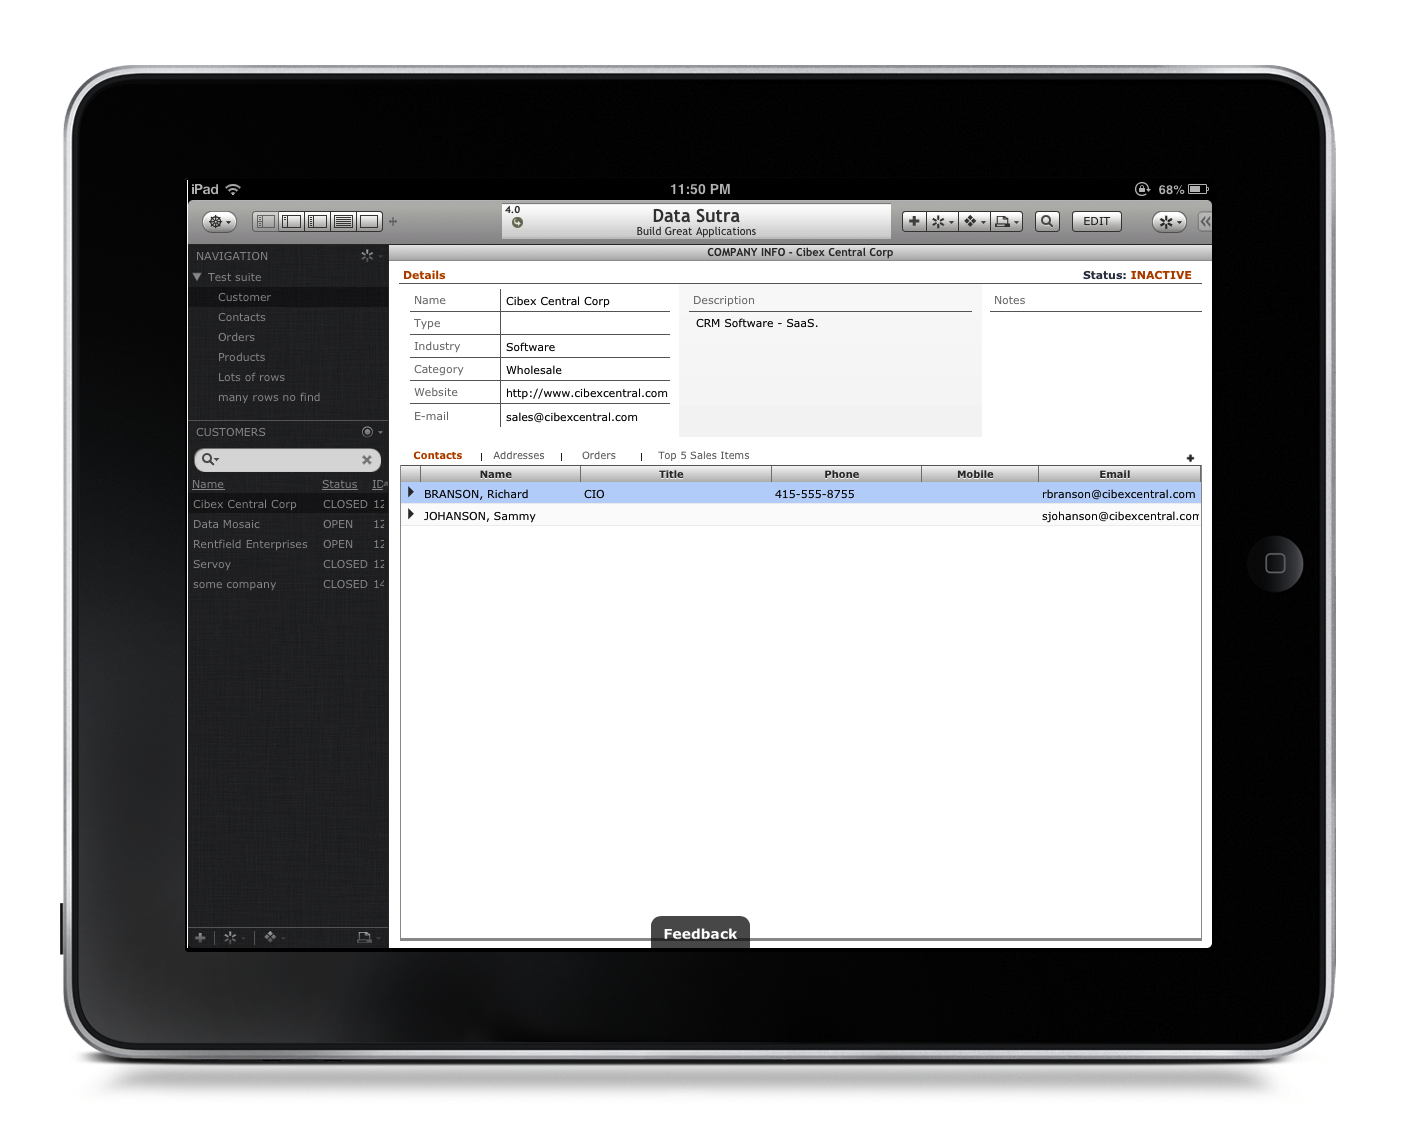 iPad 11:50 PM 68%
4.0 Data Sutra
Build Great Applications
EDIT
NAVIGATION
Test suite
Customer
Contacts
Orders
Products
Lots of rows
many rows no find
CUSTOMERS
Name Status ID
Cibex Central Corp CLOSED 12
Data Mosaic OPEN 12
Rentfield Enterprises OPEN 12
Servoy CLOSED 12
some company CLOSED 14
COMPANY INFO - Cibex Central Corp
Details Status: INACTIVE
Name Cibex Central Corp
Type
Industry Software
Category Wholesale
Website http://www.cibexcentral.com
E-mail sales@cibexcentral.com
Description
CRM Software - SaaS.
Notes
Contacts | Addresses | Orders | Top 5 Sales Items
Name Title Phone Mobile Email
BRANSON, Richard CIO 415-555-8755 rbranson@cibexcentral.com
JOHANSON, Sammy sjohanson@cibexcentral.com
Feedback